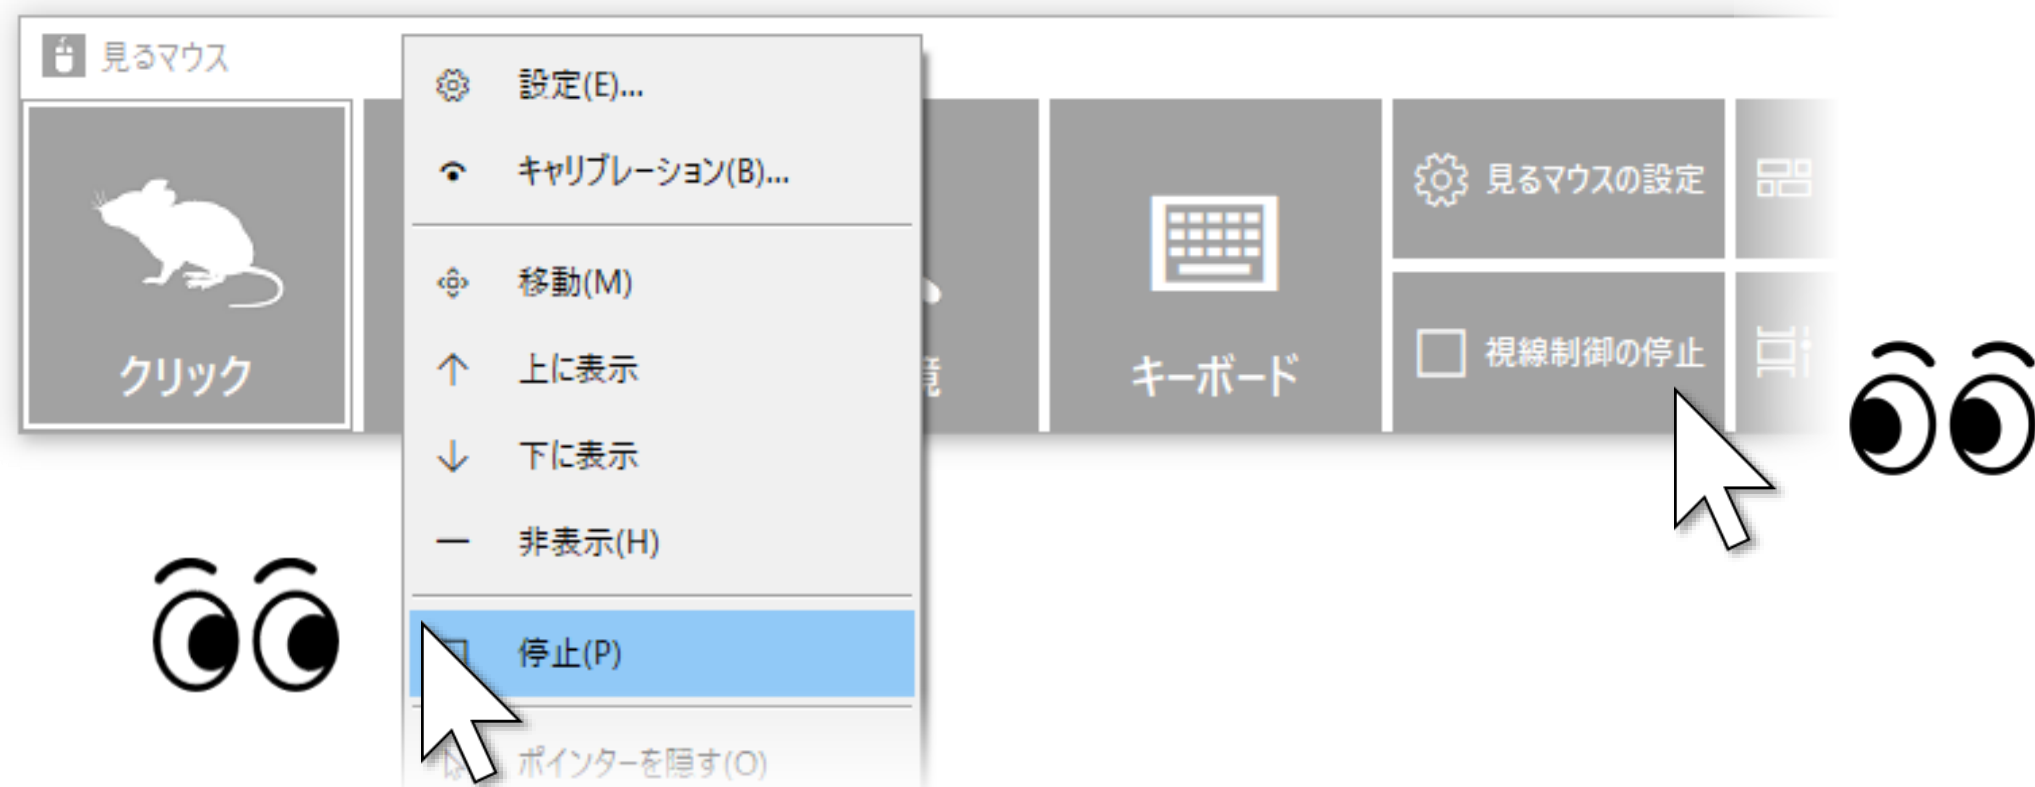 見るマウス
設定(E)...
キャリブレーション(B)...
移動(M)
上に表示
下に表示
非表示(H)
停止(P)
ポインターを隠す(O)
クリック
鏡
キーボード
見るマウスの設定
視線制御の停止